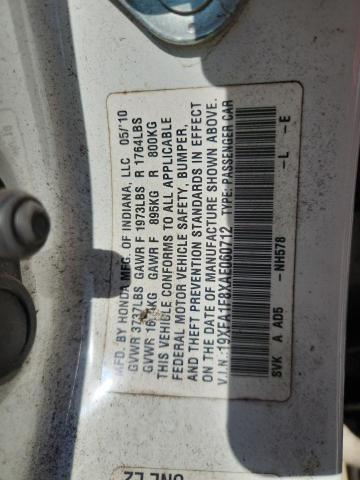 MFD. BY HONDA MFG. OF INDIANA, LLC 05/'10
GVWR 3737LBS GAWR F 1973LBS R 1764LBS
GVWR KG GAWR F 895KG R 800KG
THIS VEHICLE CONFORMS TO ALL APPLICABLE
FEDERAL MOTOR VEHICLE SAFETY, BUMPER,
AND THEFT PREVENTION STANDARDS IN EFFECT
ON THE DATE OF MANUFACTURE SHOWN ABOVE.
V.I.N.: 19XFA1F8XAE060712 TYPE: PASSENGER CAR
SVK A AD5 -NH578 -L -E